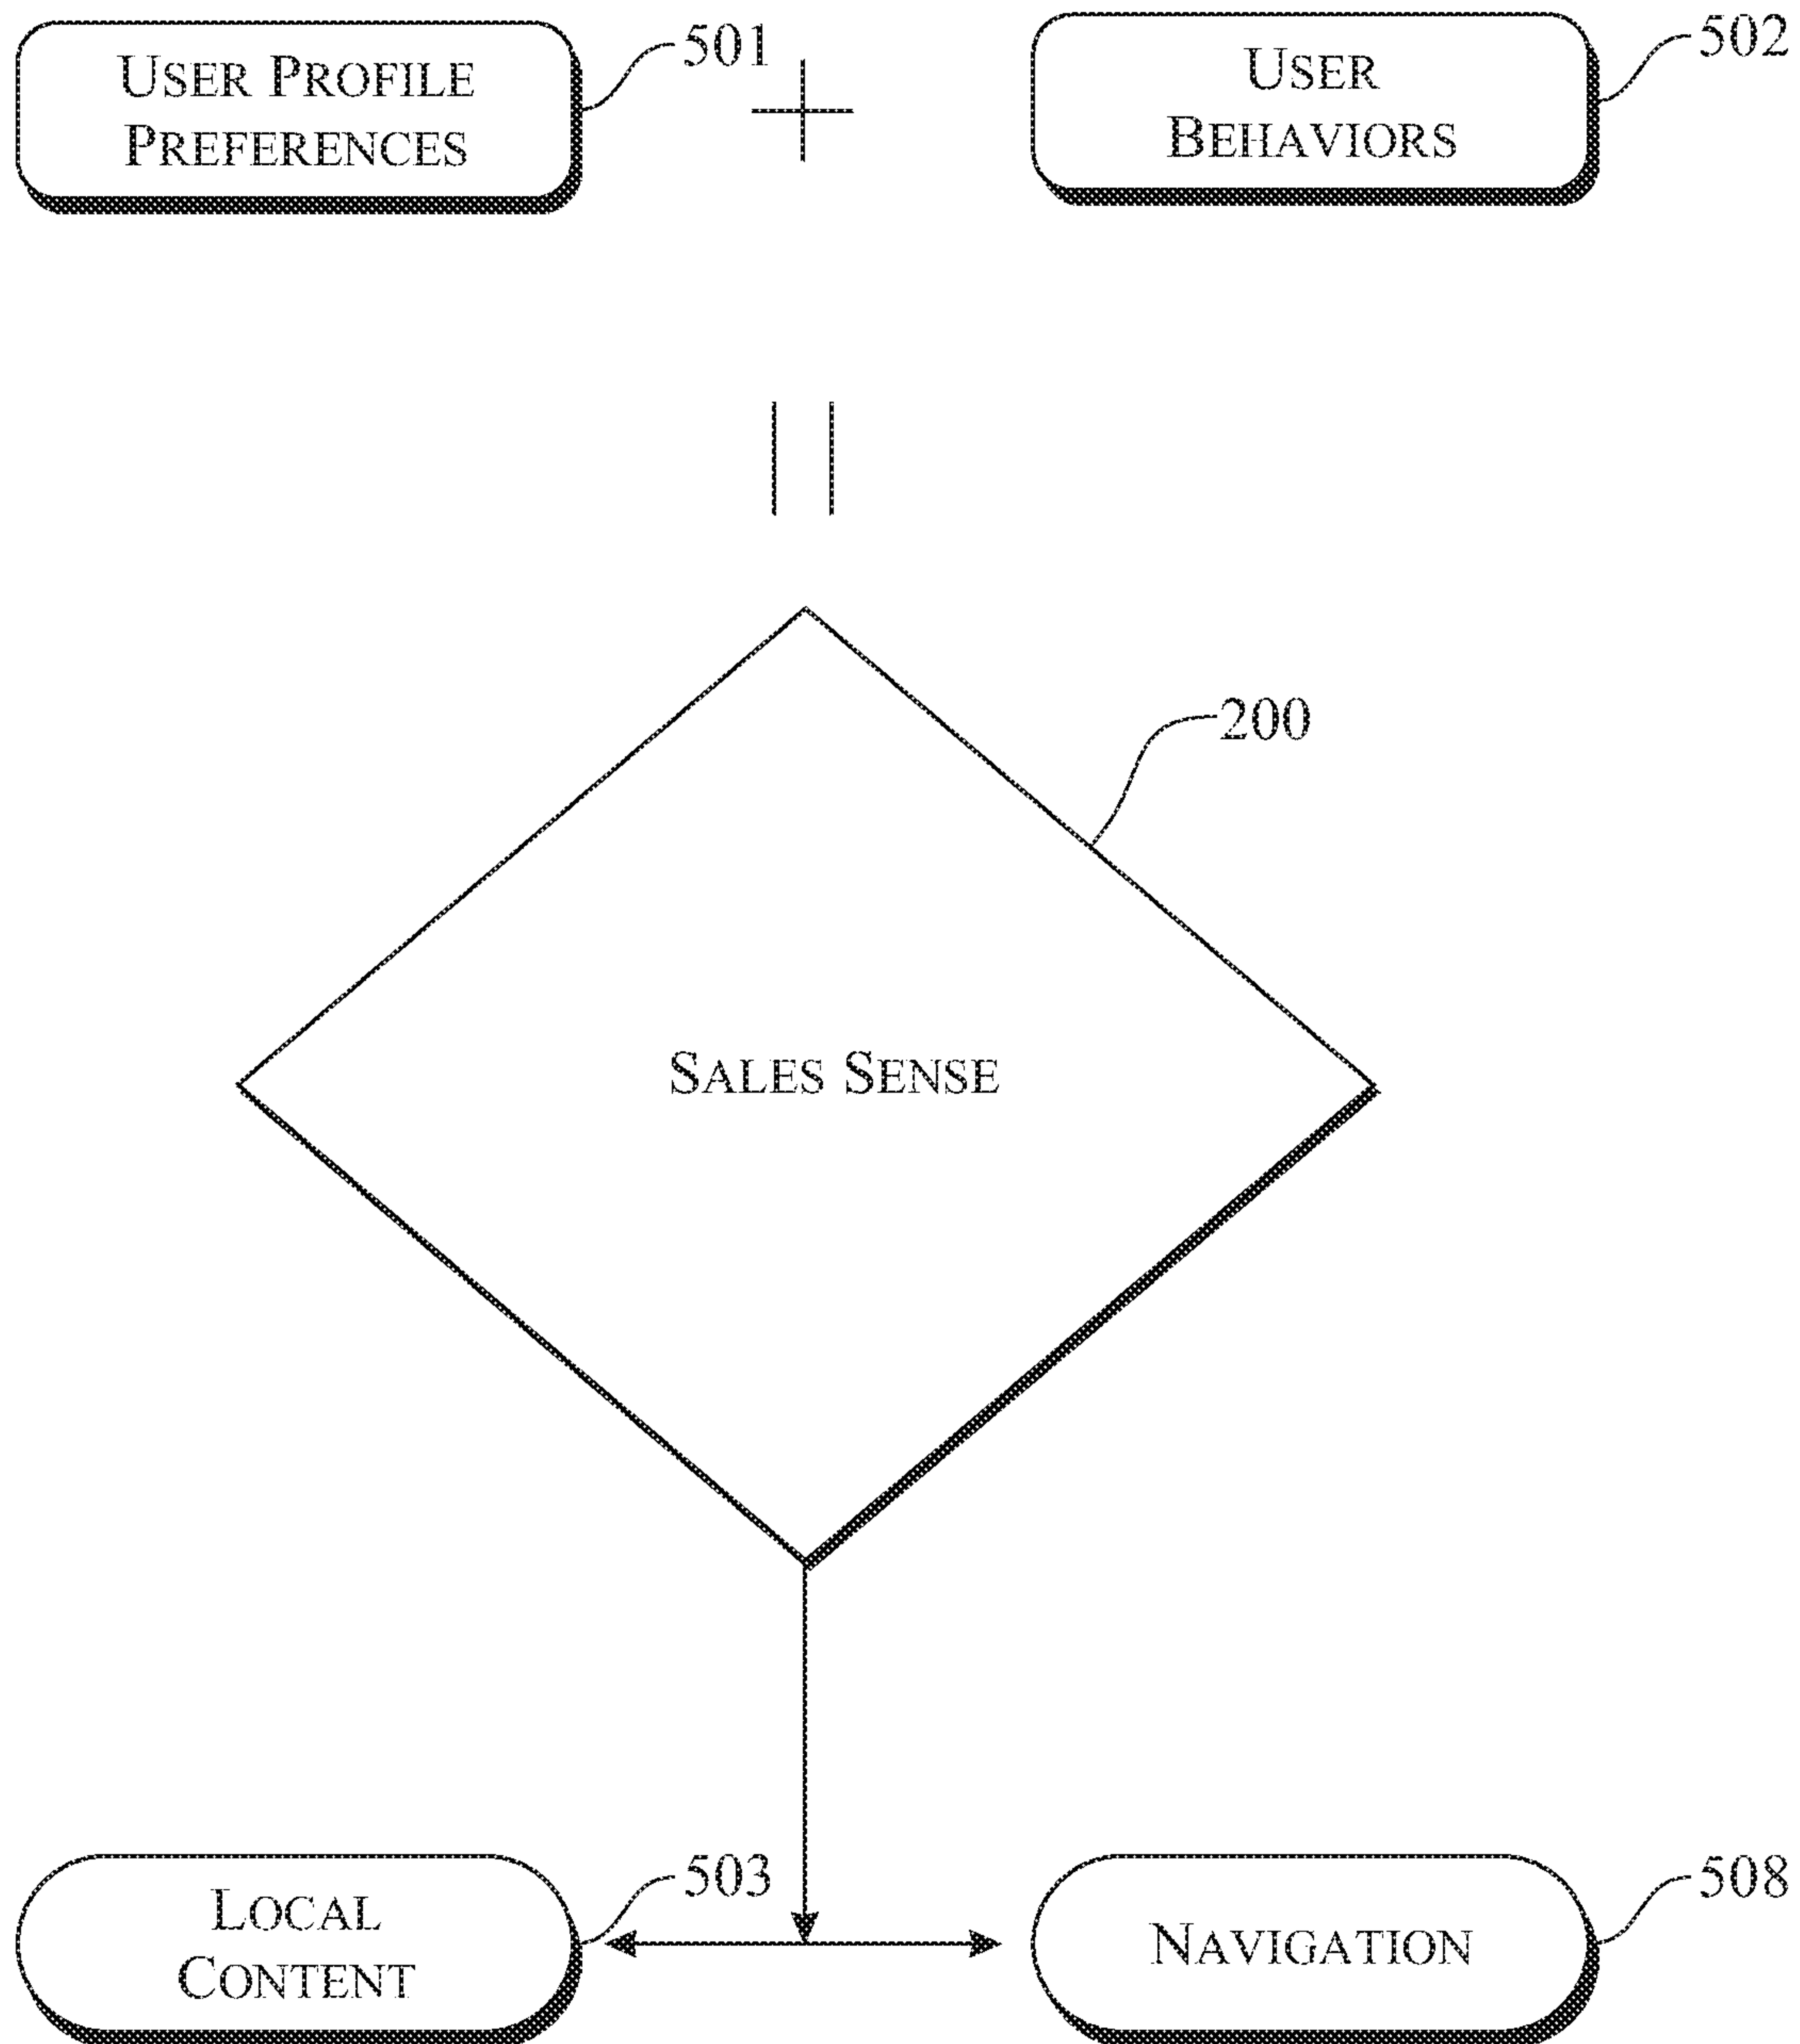 USER PROFILE
PREFERENCES
501
+
USER
BEHAVIORS
502
200
SALES SENSE
LOCAL
CONTENT
503
NAVIGATION
508